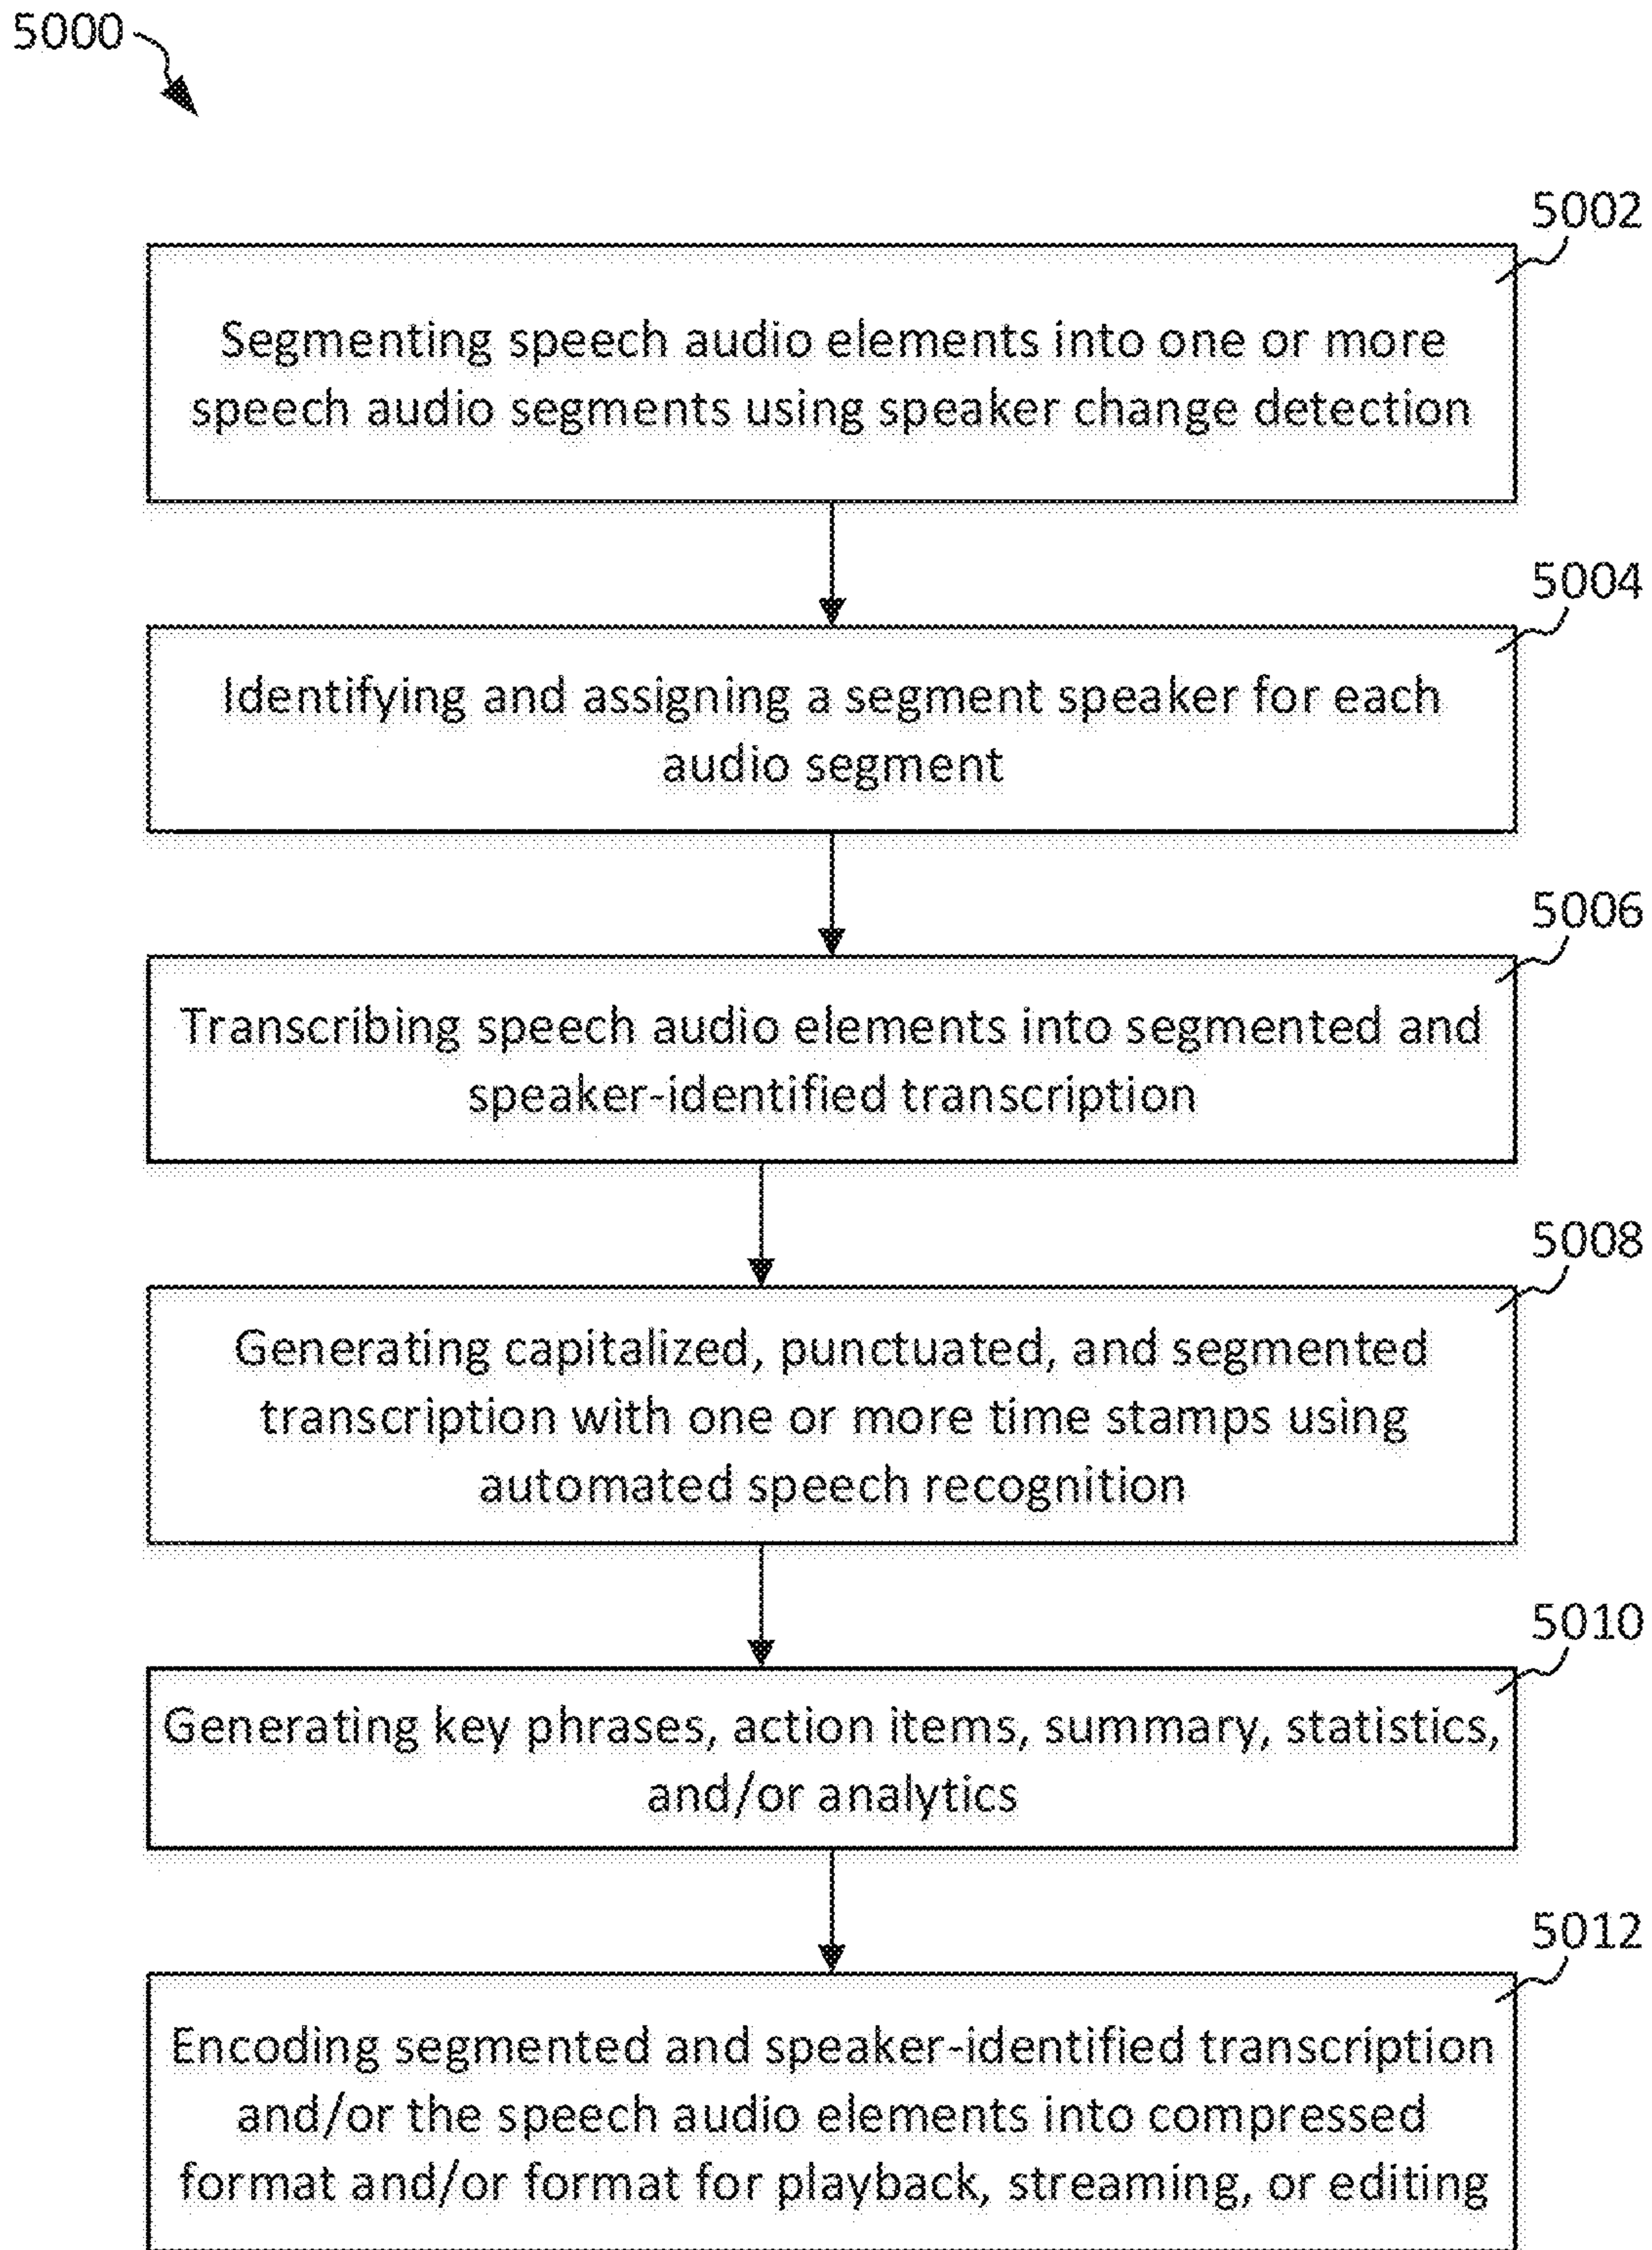 5000
5002
Segmenting speech audio elements into one or more
speech audio segments using speaker change detection
5004
Identifying and assigning a segment speaker for each
audio segment
5006
Transcribing speech audio elements into segmented and
speaker-identified transcription
5008
Generating capitalized, punctuated, and segmented
transcription with one or more time stamps using
automated speech recognition
5010
Generating key phrases, action items, summary, statistics,
and/or analytics
5012
Encoding segmented and speaker-identified transcription
and/or the speech audio elements into compressed
format and/or format for playback, streaming, or editing